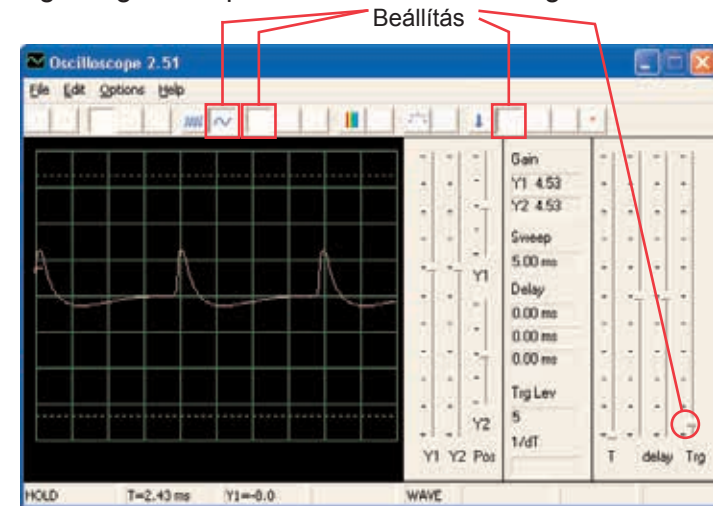 Beállítás
Oscilloscope 2.51
File Edit Options Help
Gain
Y1 4.53
Y2 4.53
Sweep
5.00 ms
Delay
0.00 ms
0.00 ms
0.00 ms
Trg Lev
5
1/dT
Y1
Y2
Y1 Y2 Pos
T delay Trg
HOLD T=2.43 ms Y1=-8.0 WAVE